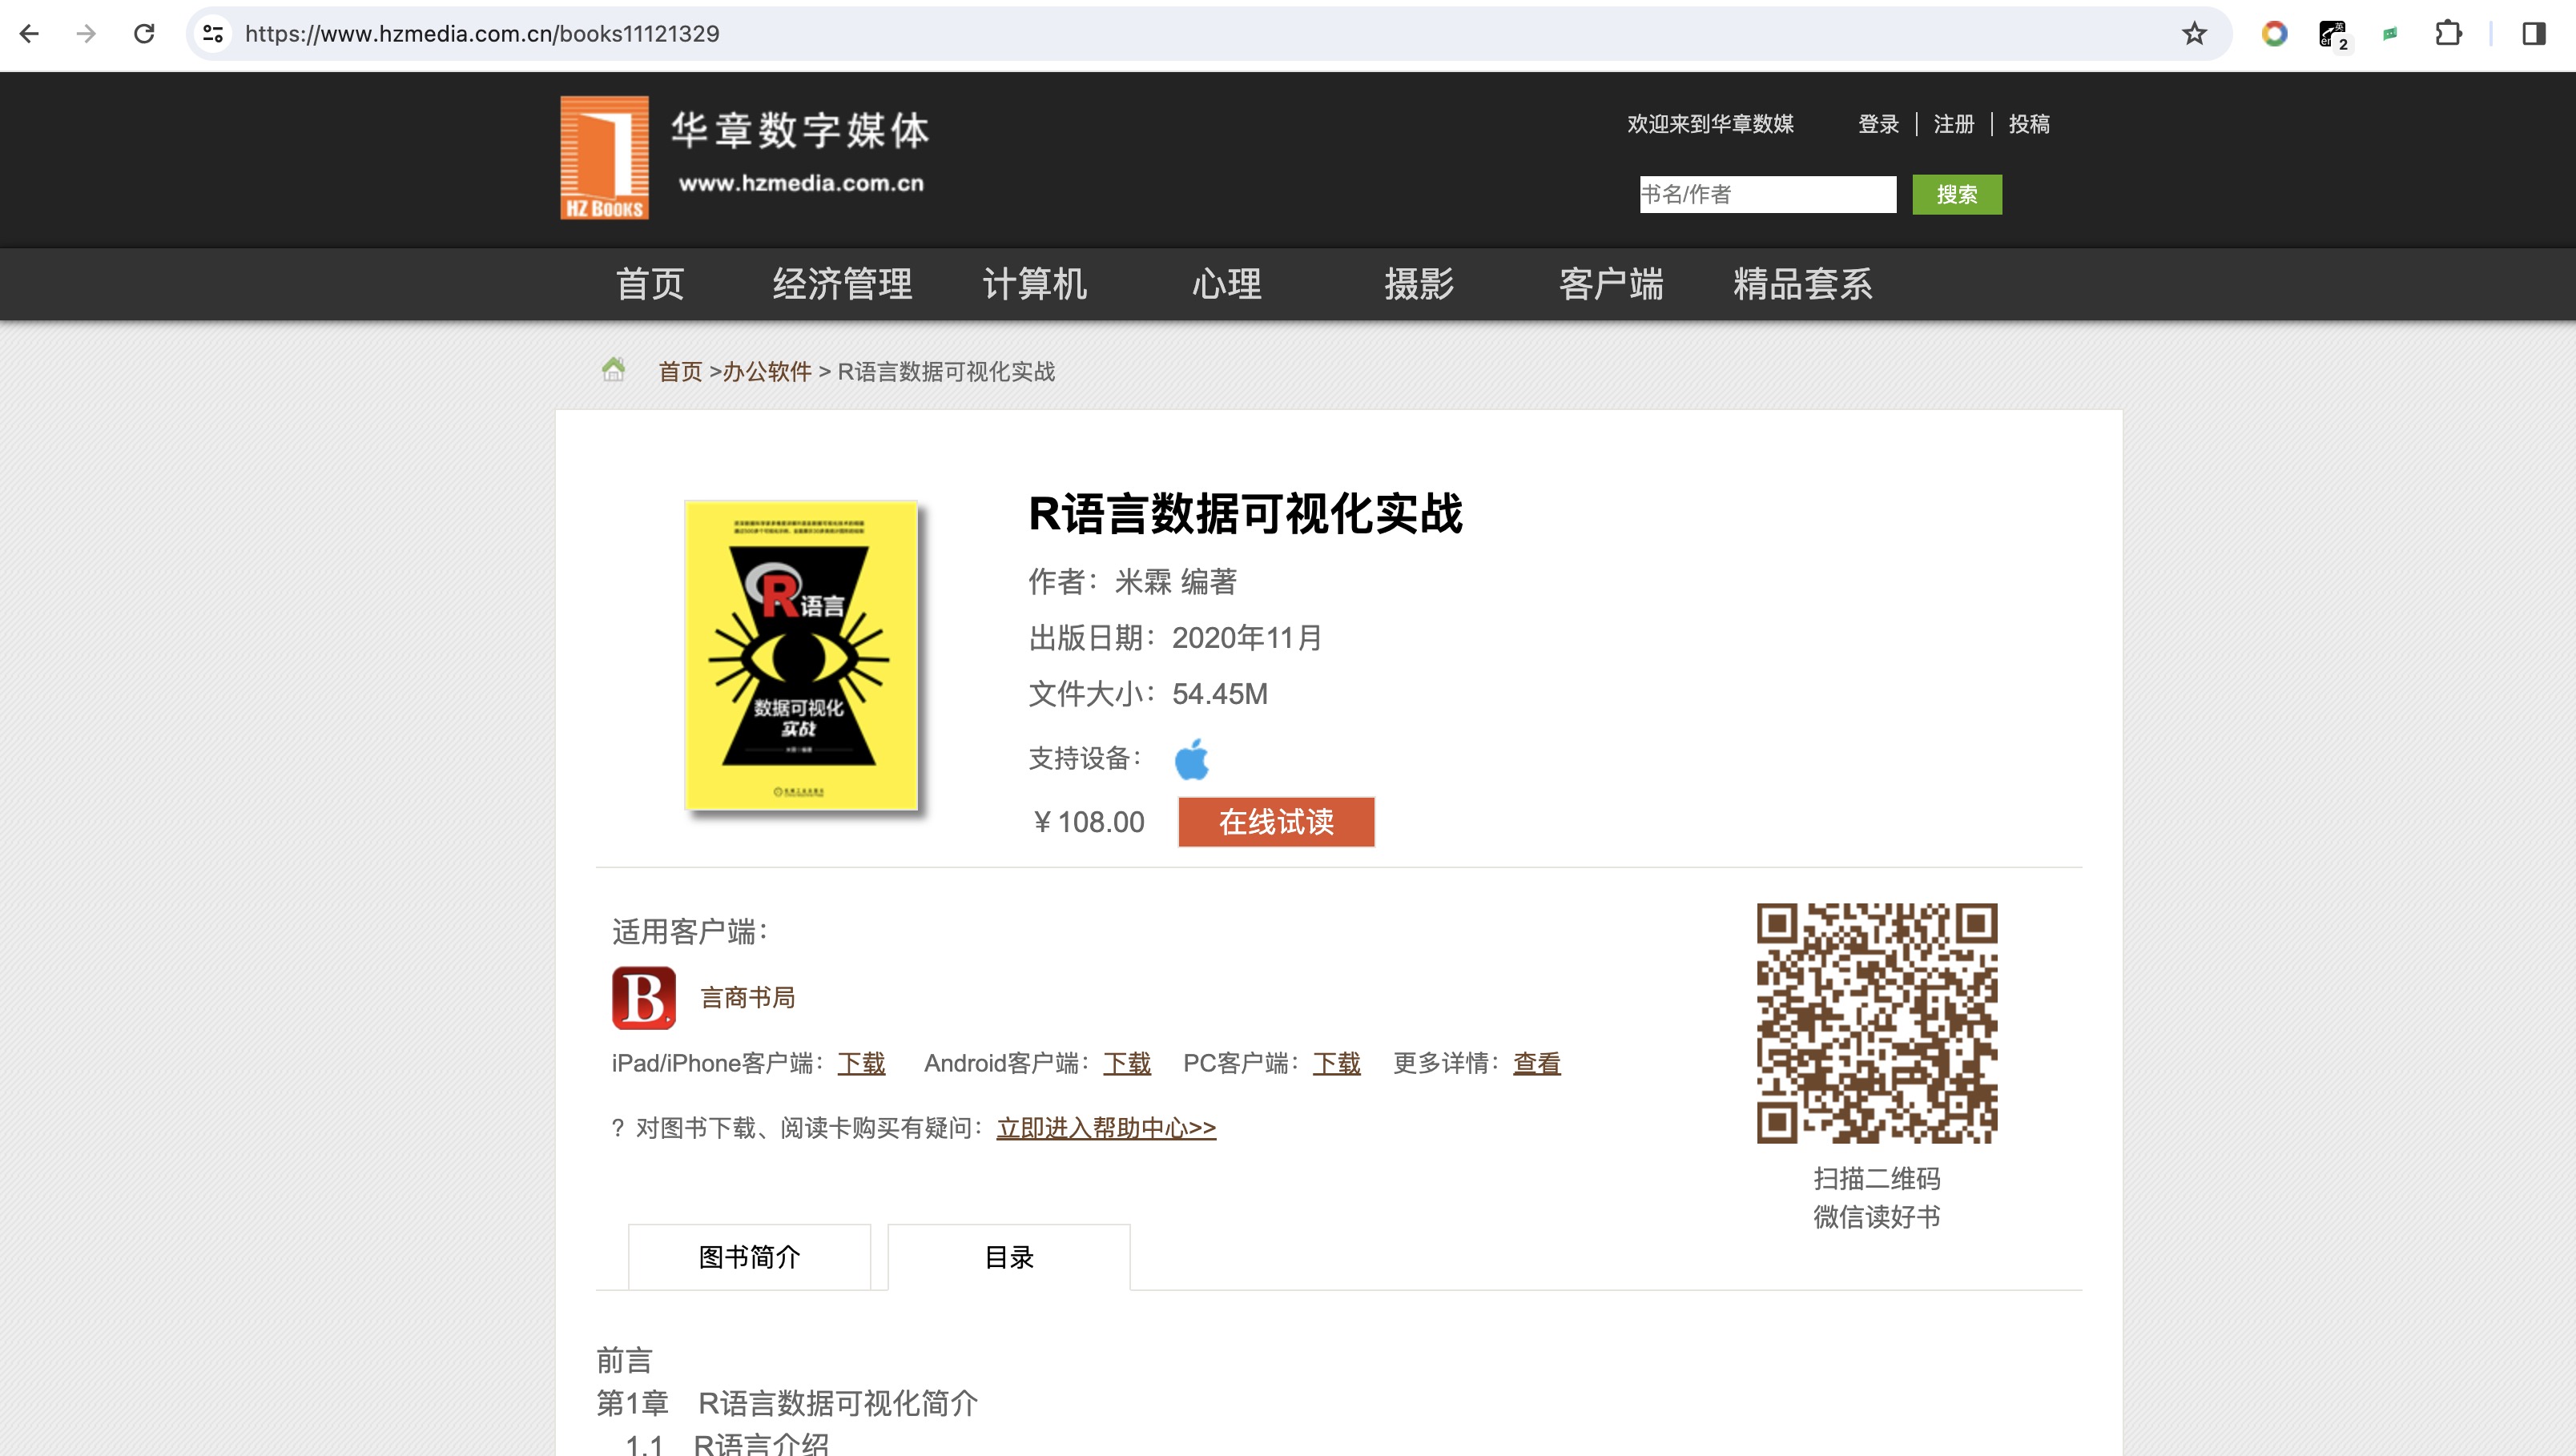 https://www.hzmedia.com.cn/books11121329
2
华章数字媒体
www.hzmedia.com.cn
HZ BOOKS
欢迎来到华章数媒 登录 | 注册 | 投稿
书名/作者 搜索
首页 经济管理 计算机 心理 摄影 客户端 精品套系
首页 >办公软件 > R语言数据可视化实战
R语言
数据可视化
实战
R语言数据可视化实战
作者：米霖 编著
出版日期：2020年11月
文件大小：54.45M
支持设备：
￥108.00 在线试读
适用客户端：
B 言商书局
iPad/iPhone客户端：下载 Android客户端：下载 PC客户端：下载 更多详情：查看
？对图书下载、阅读卡购买有疑问：立即进入帮助中心>>
扫描二维码
微信读好书
图书简介 目录
前言
第1章 R语言数据可视化简介
1.1 R语言介绍